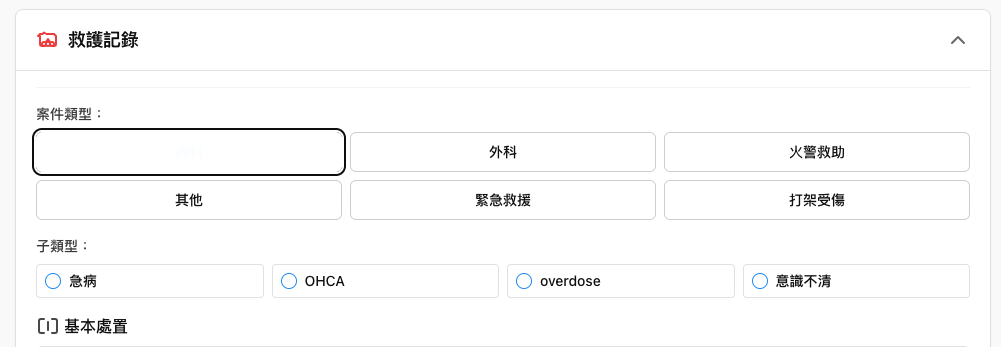 救護記錄
案件類型：
外科
火警救助
其他
緊急救援
打架受傷
子類型：
急病
OHCA
overdose
意識不清
基本處置